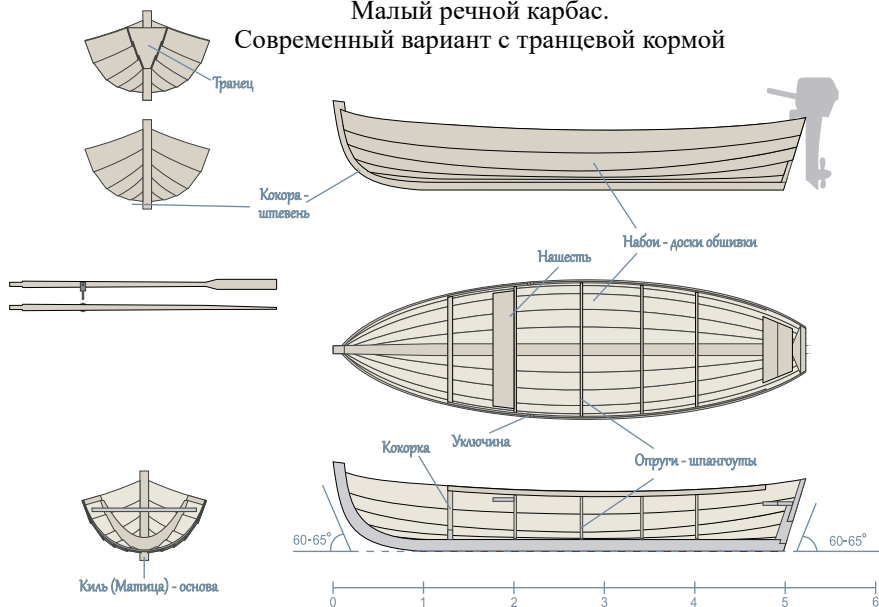 Малый речной карбас.
Современный вариант с транцевой кормой
Транец
Кокора -
штевень
Набои - доски обшивки
Нашесть
Уключина
Кокорка
Опруги - шпангоуты
60-65°
60-65°
Киль (Матица) - основа
0 1 2 3 4 5 6